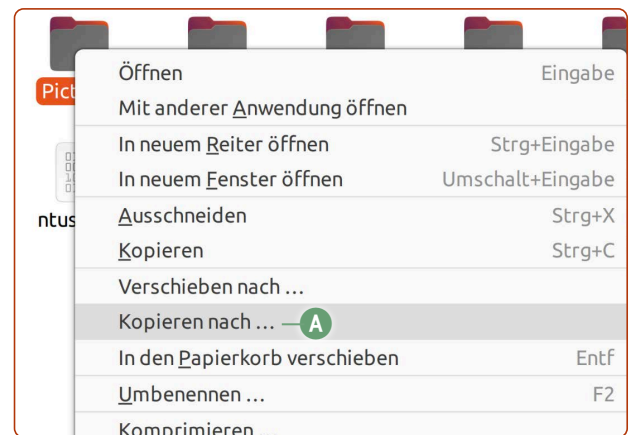 Pict
ntus
Öffnen Eingabe
Mit anderer Anwendung öffnen
In neuem Reiter öffnen Strg+Eingabe
In neuem Fenster öffnen Umschalt+Eingabe
Ausschneiden Strg+X
Kopieren Strg+C
Verschieben nach …
Kopieren nach … A
In den Papierkorb verschieben Entf
Umbenennen … F2
Komprimieren …